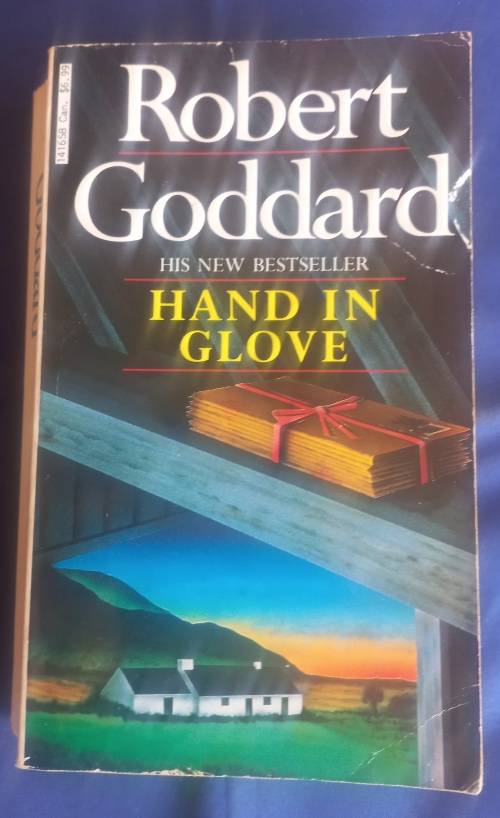 Robert
Goddard
HIS NEW BESTSELLER
HAND IN
GLOVE
141658 Can. $6.99